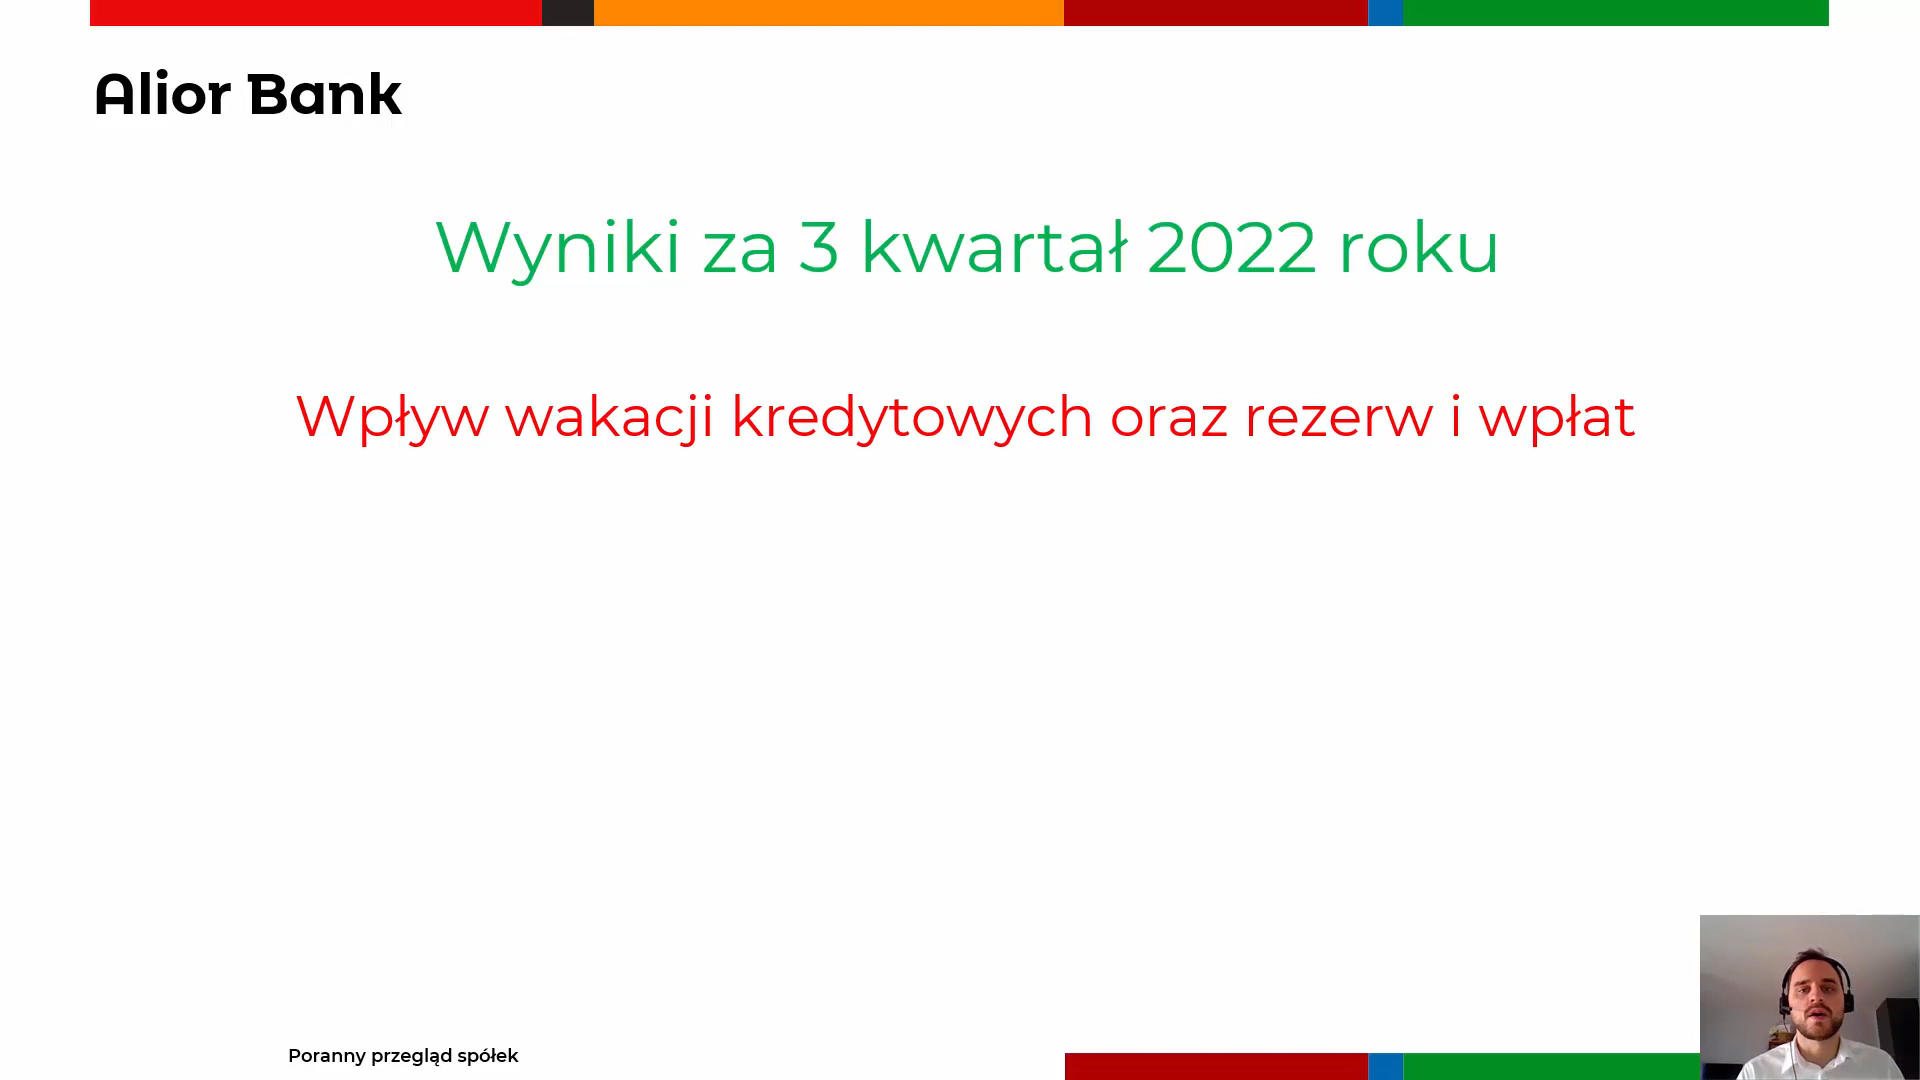 Alior Bank
Wyniki za 3 kwartał 2022 roku
Wpływ wakacji kredytowych oraz rezerw i wpłat
Poranny przegląd spółek